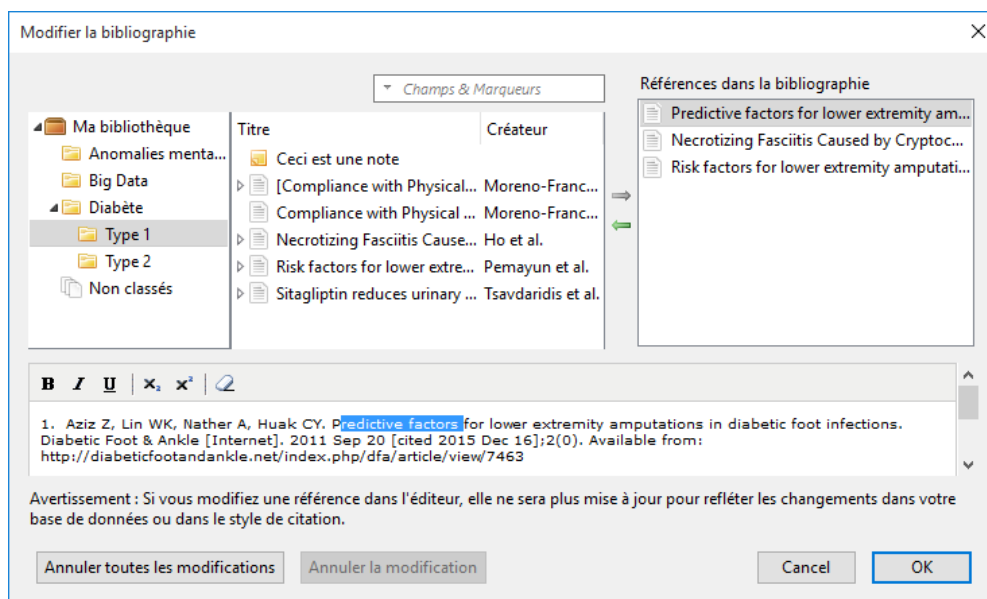 Modifier la bibliographie
Champs & Marqueurs
Références dans la bibliographie
Ma bibliothèque
Anomalies menta...
Big Data
Diabète
Type 1
Type 2
Non classés
Titre Créateur
Ceci est une note
[Compliance with Physical... Moreno-Franc...
Compliance with Physical ... Moreno-Franc...
Necrotizing Fasciitis Cause... Ho et al.
Risk factors for lower extre... Pemayun et al.
Sitagliptin reduces urinary ... Tsavdaridis et al.
Predictive factors for lower extremity am...
Necrotizing Fasciitis Caused by Cryptoc...
Risk factors for lower extremity amputati...
B I U x₂ x²
1. Aziz Z, Lin WK, Nather A, Huak CY. Predictive factors for lower extremity amputations in diabetic foot infections.
Diabetic Foot & Ankle [Internet]. 2011 Sep 20 [cited 2015 Dec 16];2(0). Available from:
http://diabeticfootandankle.net/index.php/dfa/article/view/7463
Avertissement : Si vous modifiez une référence dans l'éditeur, elle ne sera plus mise à jour pour refléter les changements dans votre
base de données ou dans le style de citation.
Annuler toutes les modifications Annuler la modification Cancel OK